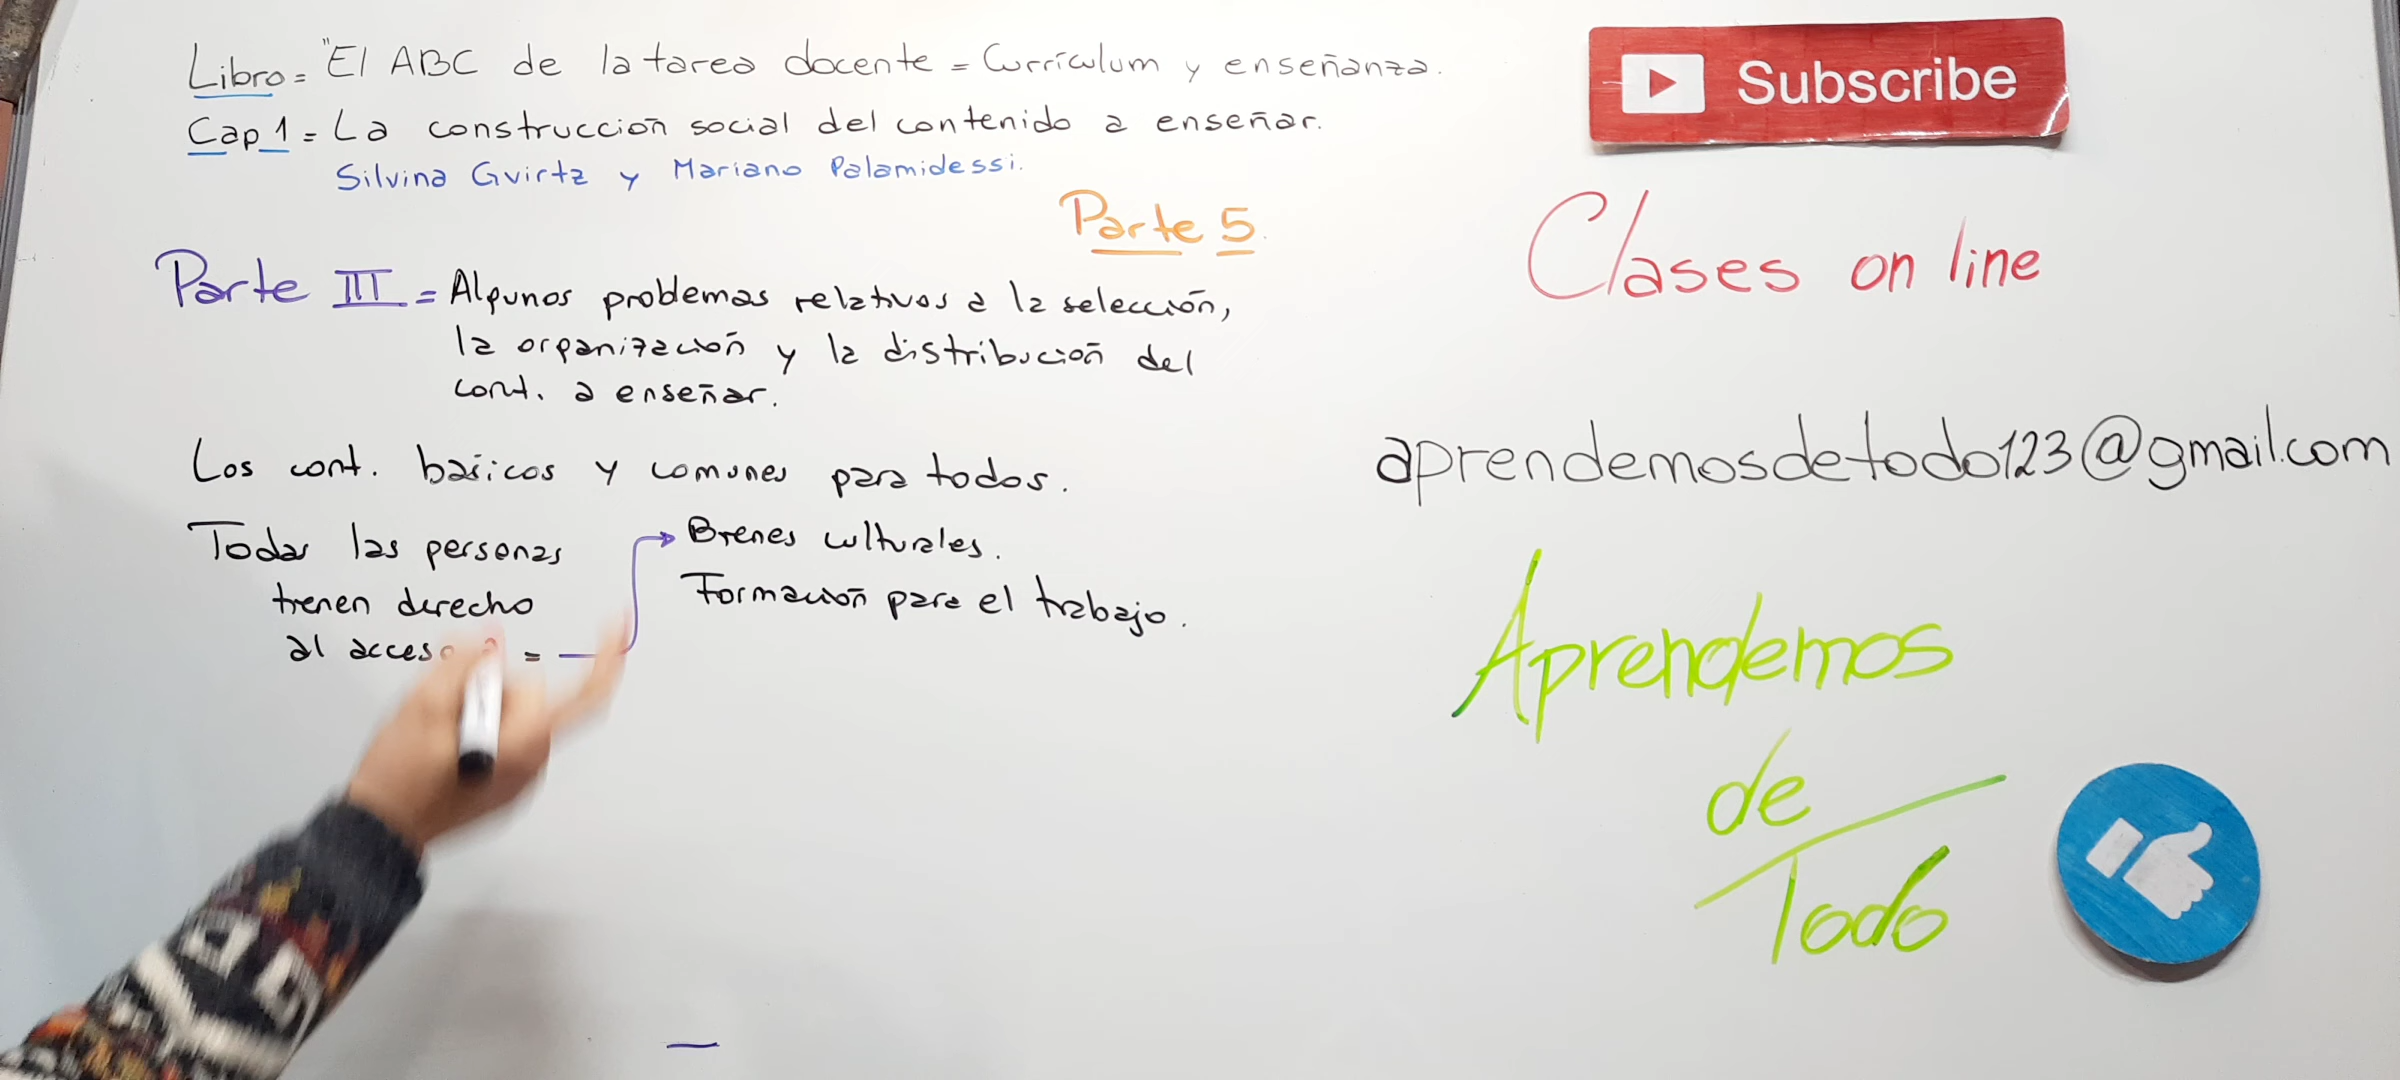 Libro = "El ABC de la tarea docente = Currículum y enseñanza.
Cap 1 = La construcción social del contenido a enseñar.
Silvina Gvirtz y Mariano Palamidessi.
Parte 5.
Parte III = Algunos problemas relativos a la selección,
la organización y la distribución del
cont. a enseñar.
Los cont. basicos y comunes para todos.
Todas las personas
tienen derecho
al acceso =
Bienes culturales.
Formación para el trabajo.
Subscribe
Clases on line
aprendemosdetodo123@gmail.com
Aprendemos
de
Todo